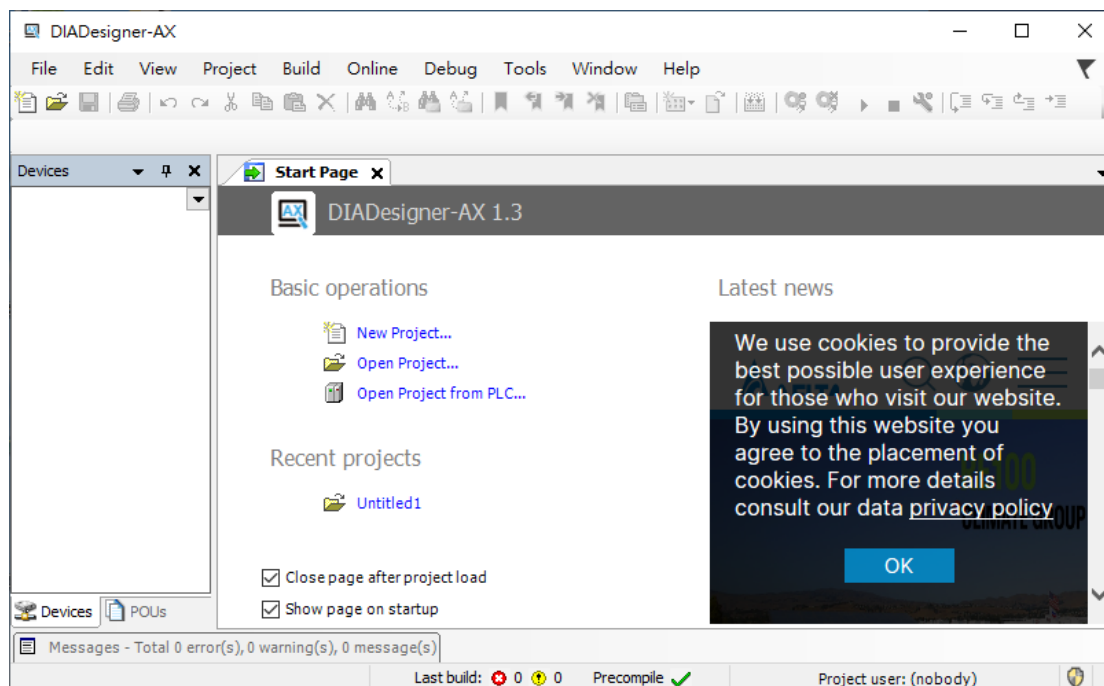 DIADesigner-AX
File Edit View Project Build Online Debug Tools Window Help
Devices
Start Page
DIADesigner-AX 1.3
Basic operations
New Project...
Open Project...
Open Project from PLC...
Recent projects
Untitled1
Close page after project load
Show page on startup
Latest news
We use cookies to provide the
best possible user experience
for those who visit our website.
By using this website you
agree to the placement of
cookies. For more details
consult our data privacy policy
CLIMATE GROUP
OK
Devices POUs
Messages - Total 0 error(s), 0 warning(s), 0 message(s)
Last build: 0 0 Precompile Project user: (nobody)